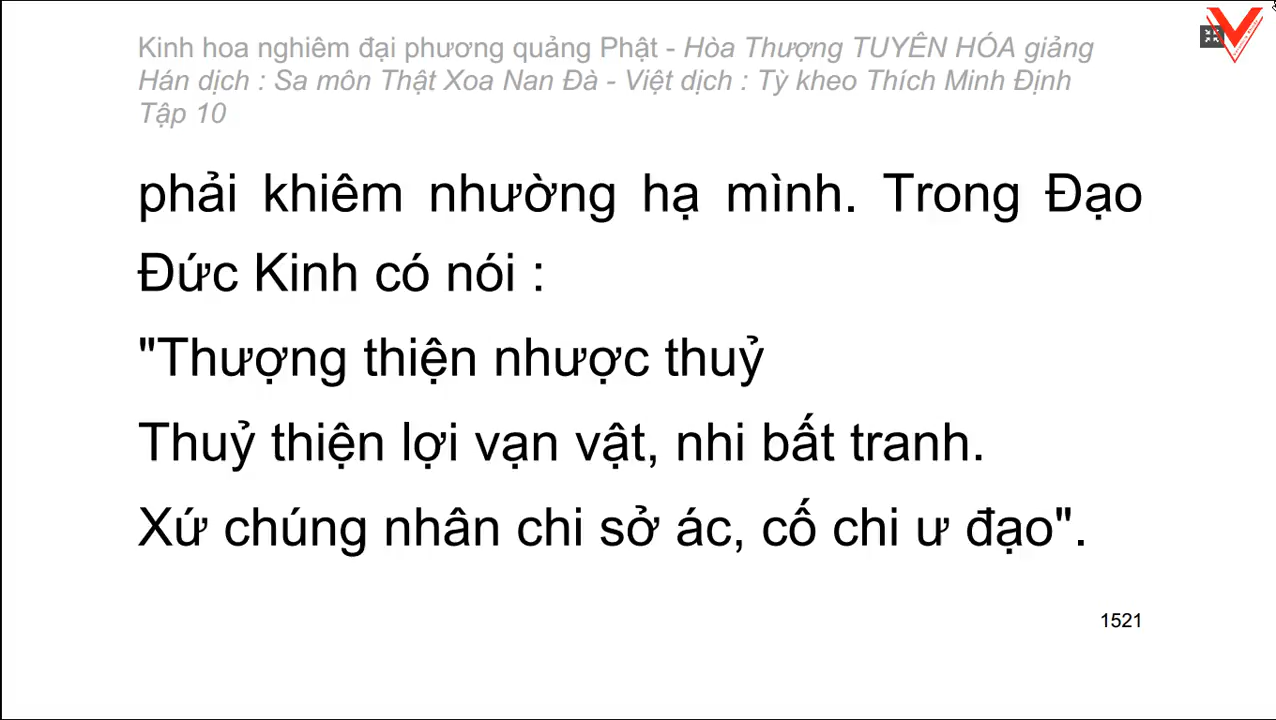 Kinh hoa nghiêm đại phương quảng Phật - Hòa Thượng TUYÊN HÓA giảng
Hán dịch : Sa môn Thật Xoa Nan Đà - Việt dịch : Tỳ kheo Thích Minh Định
Tập 10
phải khiêm nhường hạ mình. Trong Đạo
Đức Kinh có nói :
"Thượng thiện nhược thuỷ
Thuỷ thiện lợi vạn vật, nhi bất tranh.
Xứ chúng nhân chi sở ác, cố chi ư đạo".
1521